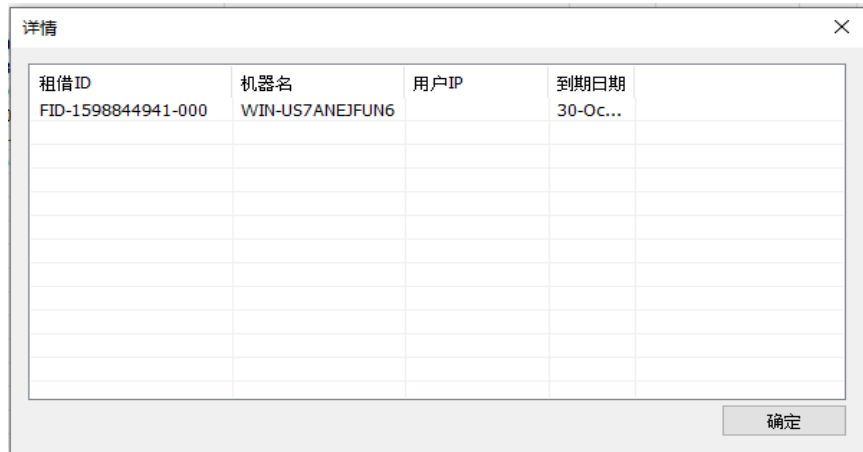 详情
租借ID 机器名 用户IP 到期日期
FID-1598844941-000 WIN-US7ANEJFUN6 30-Oc...
确定